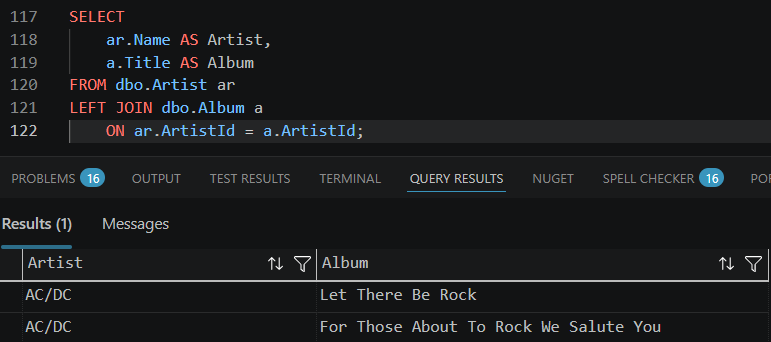 117 SELECT
118 ar.Name AS Artist,
119 a.Title AS Album
120 FROM dbo.Artist ar
121 LEFT JOIN dbo.Album a
122 ON ar.ArtistId = a.ArtistId;
PROBLEMS 16 OUTPUT TEST RESULTS TERMINAL QUERY RESULTS NUGET SPELL CHECKER 16
Results (1) Messages
Artist Album
AC/DC Let There Be Rock
AC/DC For Those About To Rock We Salute You